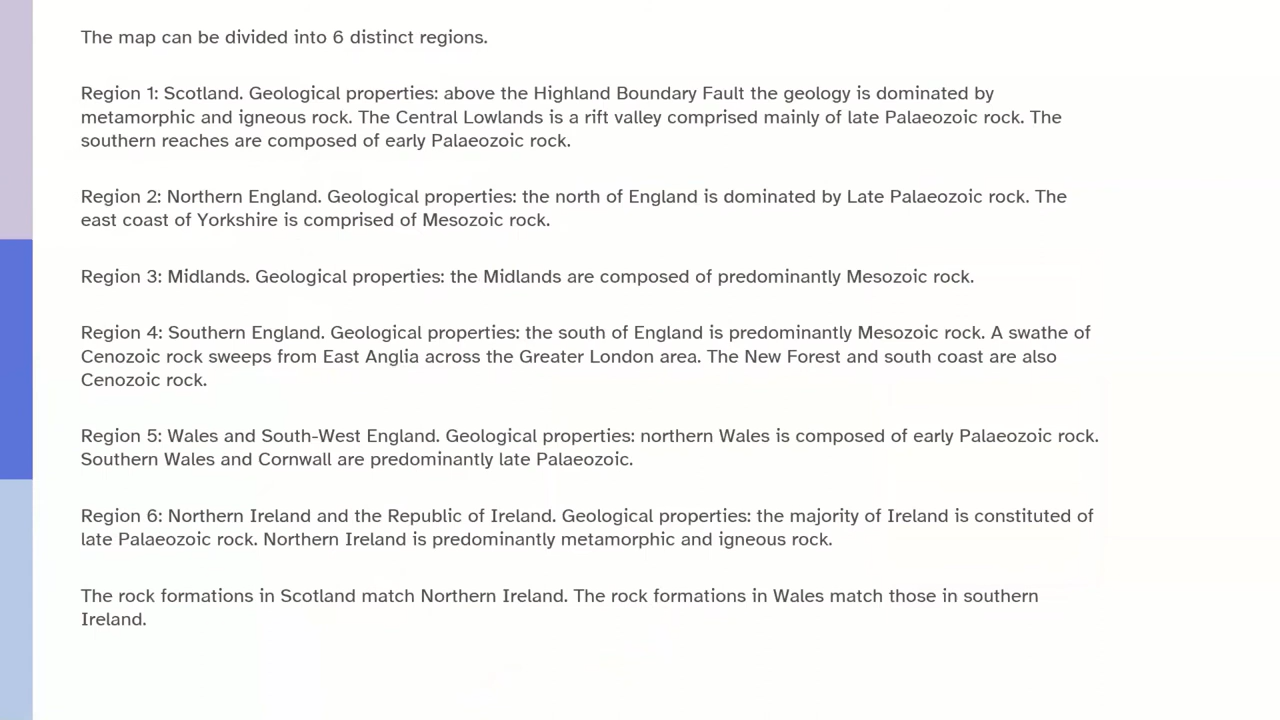 The map can be divided into 6 distinct regions.
Region 1: Scotland. Geological properties: above the Highland Boundary Fault the geology is dominated by
metamorphic and igneous rock. The Central Lowlands is a rift valley comprised mainly of late Palaeozoic rock. The
southern reaches are composed of early Palaeozoic rock.
Region 2: Northern England. Geological properties: the north of England is dominated by Late Palaeozoic rock. The
east coast of Yorkshire is comprised of Mesozoic rock.
Region 3: Midlands. Geological properties: the Midlands are composed of predominantly Mesozoic rock.
Region 4: Southern England. Geological properties: the south of England is predominantly Mesozoic rock. A swathe of
Cenozoic rock sweeps from East Anglia across the Greater London area. The New Forest and south coast are also
Cenozoic rock.
Region 5: Wales and South-West England. Geological properties: northern Wales is composed of early Palaeozoic rock.
Southern Wales and Cornwall are predominantly late Palaeozoic.
Region 6: Northern Ireland and the Republic of Ireland. Geological properties: the majority of Ireland is constituted of
late Palaeozoic rock. Northern Ireland is predominantly metamorphic and igneous rock.
The rock formations in Scotland match Northern Ireland. The rock formations in Wales match those in southern
Ireland.